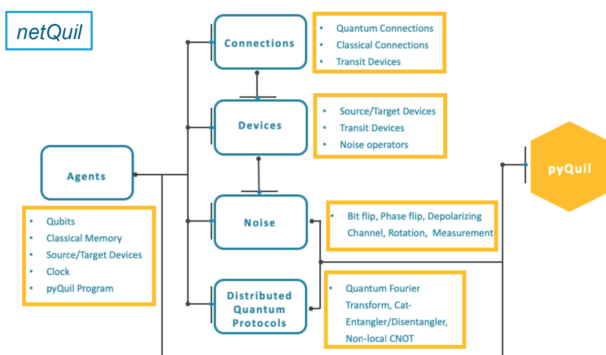 netQuil
Connections
• Quantum Connections
• Classical Connections
• Transit Devices
Devices
• Source/Target Devices
• Transit Devices
• Noise operators
pyQuil
Agents
• Qubits
• Classical Memory
• Source/Target Devices
• Clock
• pyQuil Program
Noise
• Bit flip, Phase flip, Depolarizing
Channel, Rotation, Measurement
Distributed
Quantum
Protocols
• Quantum Fourier
Transform, Cat-
Entangler/Disentangler,
Non-local CNOT